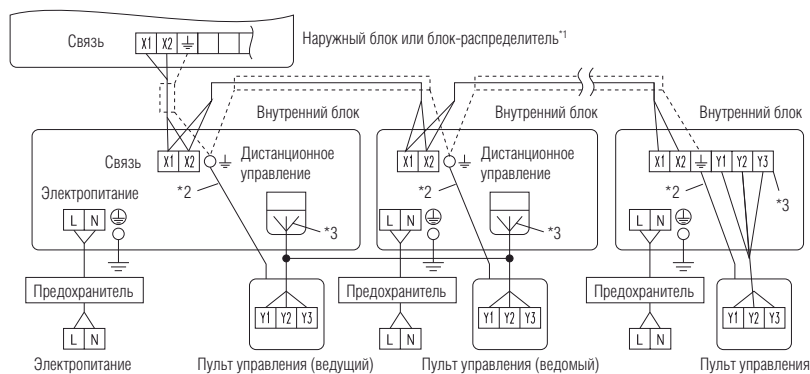 Связь X1 X2 Наружный блок или блок-распределитель*1
Внутренний блок Внутренний блок Внутренний блок
Связь X1 X2 Дистанционное управление X1 X2 Дистанционное управление X1 X2 Y1 Y2 Y3
*2 *2 *2 *3
Электропитание
L N *3 L N *3 L N
Предохранитель Предохранитель Предохранитель
Y1 Y2 Y3 Y1 Y2 Y3 Y1 Y2 Y3
L N L N L N
Электропитание Пульт управления (ведущий) Пульт управления (ведомый) Пульт управления